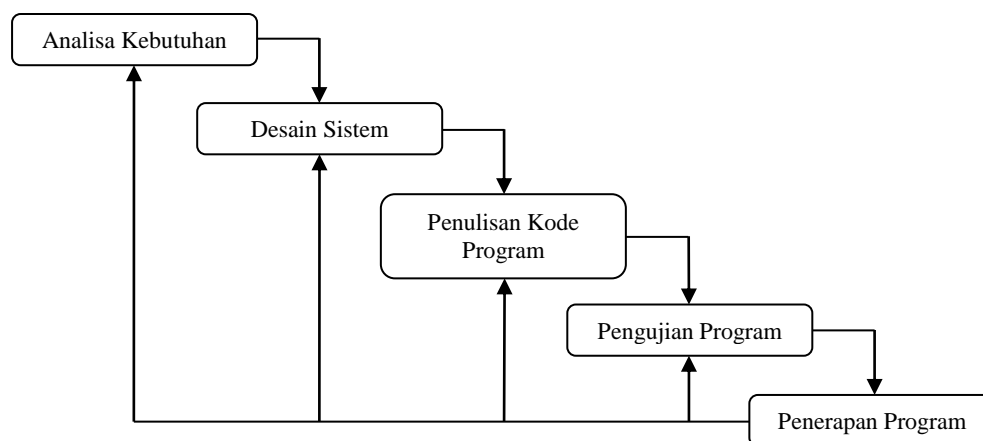 Analisa Kebutuhan
Desain Sistem
Penulisan Kode
Program
Pengujian Program
Penerapan Program